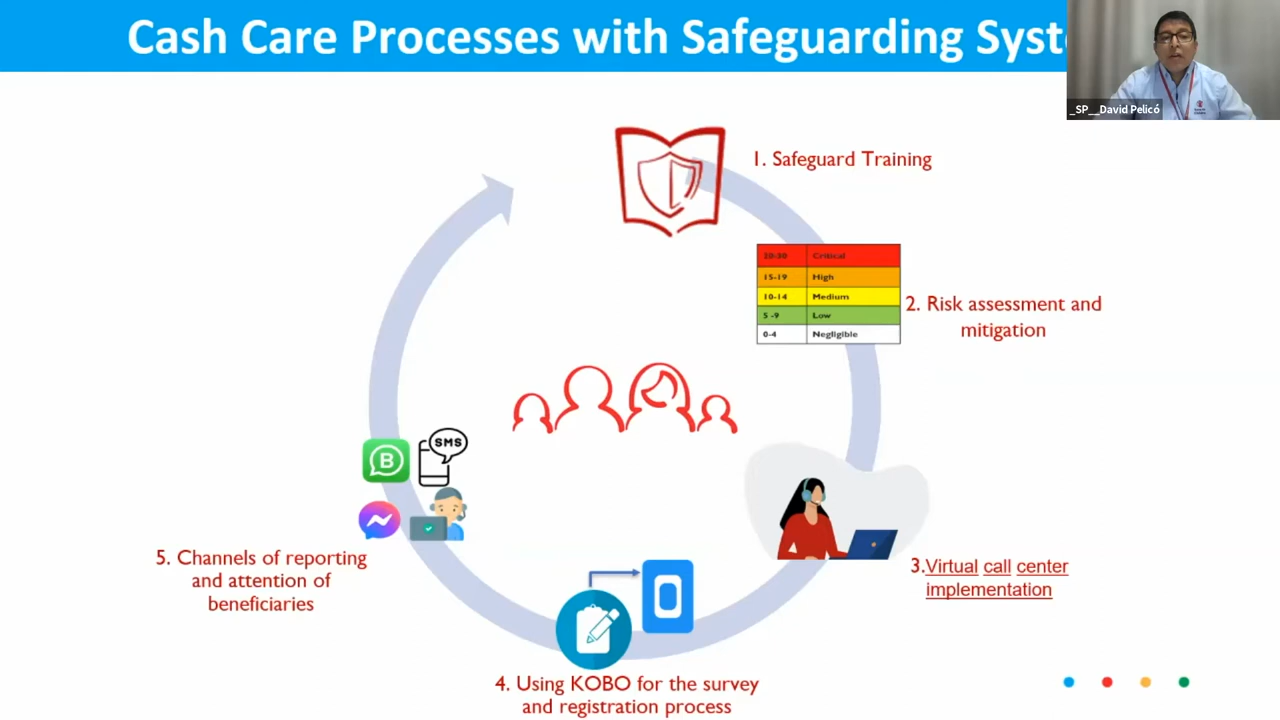 Cash Care Processes with Safeguarding Syst
_SP__David Pelicó
1. Safeguard Training
20-30 Critical
15-19 High
10-14 Medium
5 -9 Low
0-4 Negligible
2. Risk assessment and
mitigation
SMS
B
5. Channels of reporting
and attention of
beneficiaries
3.Virtual call center
implementation
4. Using KOBO for the survey
and registration process